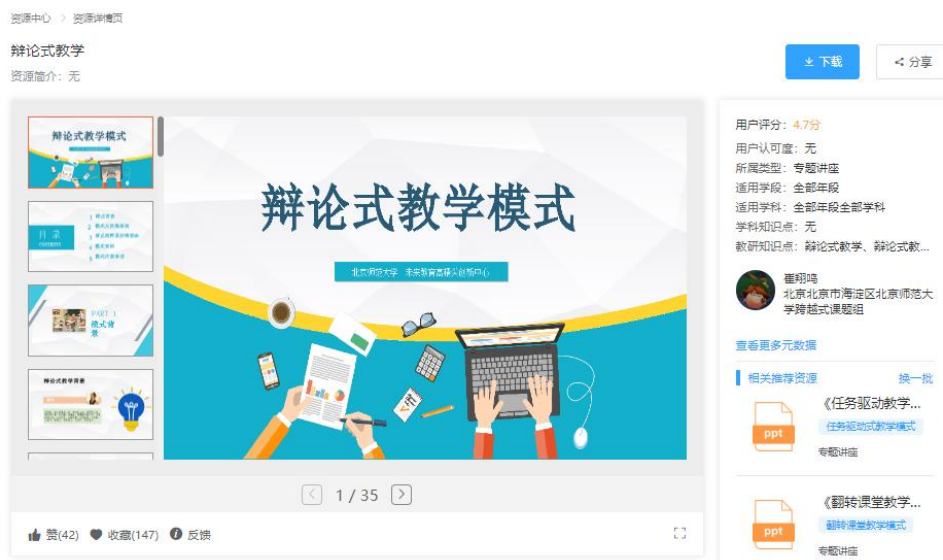 资源中心 > 资源详情页
辩论式教学
资源简介：无
下载
分享
辩论式教学模式
目 录
PART 1
模式背
景
辩论式教学背景
辩论式教学模式
北京师范大学 未来教育高精尖创新中心
1 / 35
赞(42) 收藏(147) 反馈
用户评分：4.7分
用户认可度：无
所属类型：专题讲座
适用学段：全部年段
适用学科：全部年段全部学科
学科知识点：无
教研知识点：辩论式教学、辩论式教...
崔翔鸣
北京北京市海淀区北京师范大
学跨越式课题组
查看更多元数据
相关推荐资源 换一批
《任务驱动教学...
ppt
任务驱动式教学模式
专题讲座
《翻转课堂教学...
ppt
翻转课堂教学模式
专题讲座